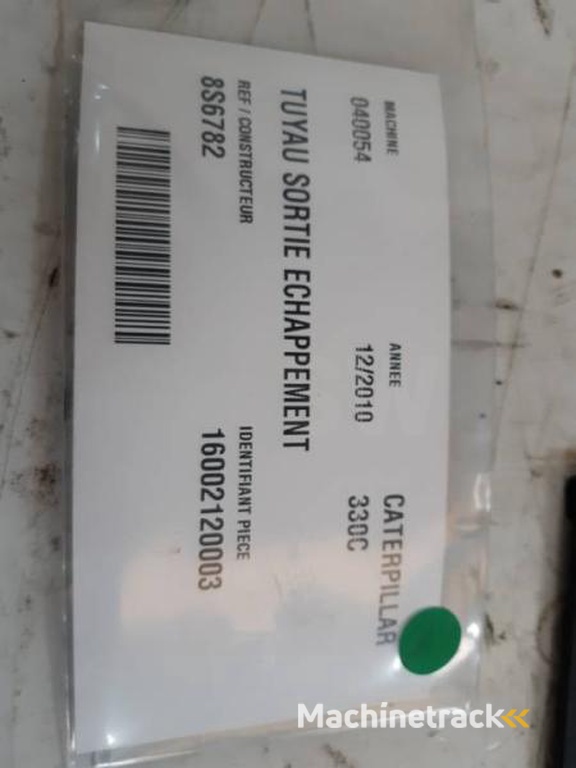 MACHINE
040054
ANNEE
12/2010
CATERPILLAR
330C
TUYAU SORTIE ECHAPPEMENT
REF / CONSTRUCTEUR
8S6782
IDENTIFIANT PIECE
16002120003
Machinetrack